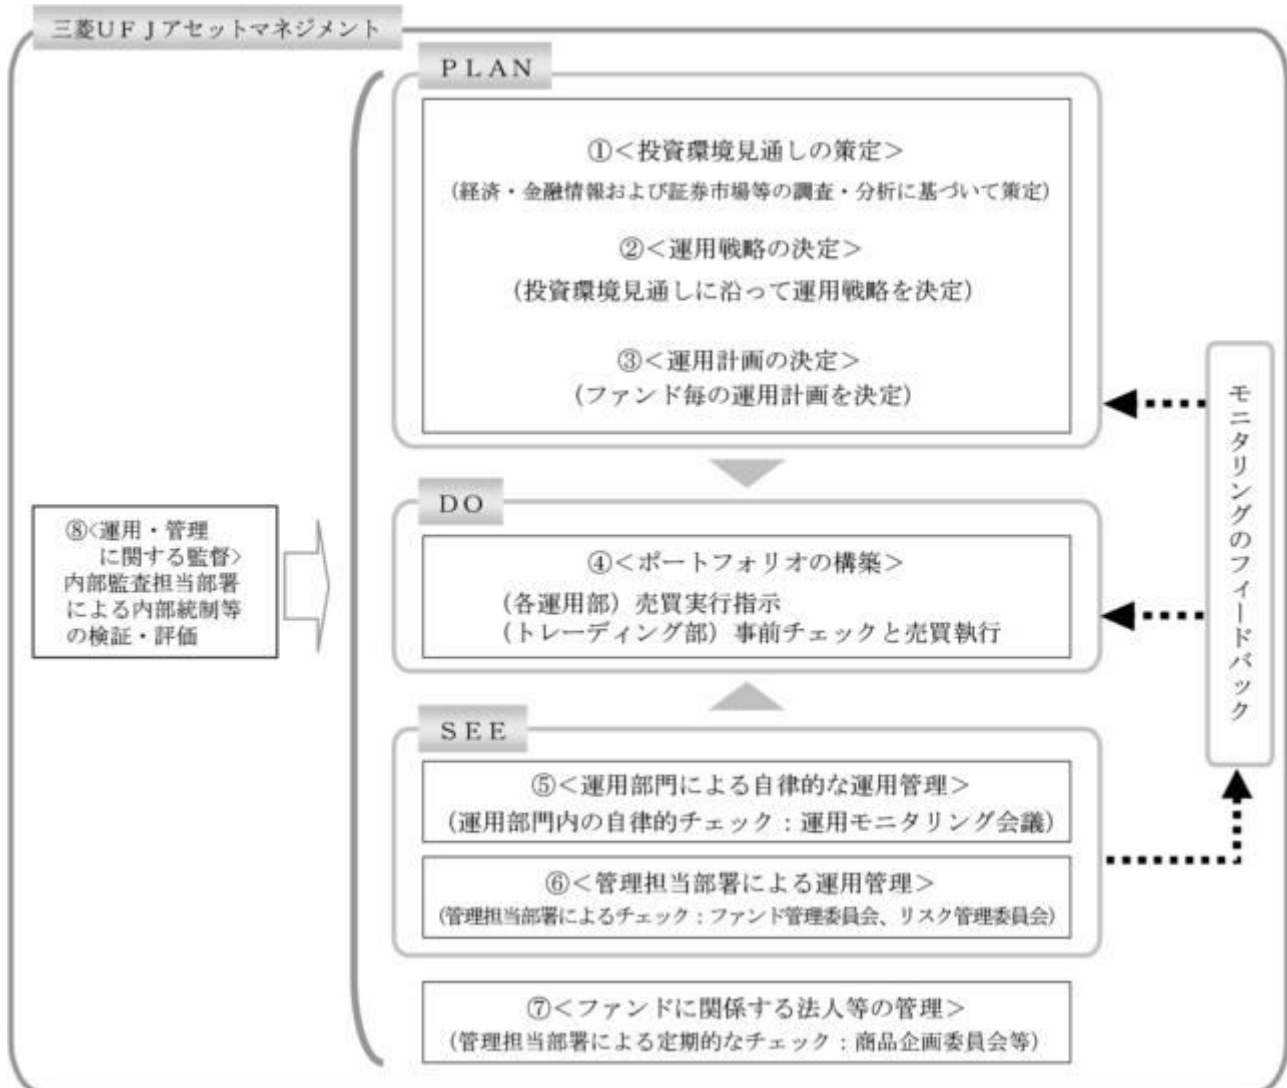 三菱UFJアセットマネジメント
PLAN
①<投資環境見通しの策定>
(経済・金融情報および証券市場等の調査・分析に基づいて策定)
②<運用戦略の決定>
(投資環境見通しに沿って運用戦略を決定)
③<運用計画の決定>
(ファンド毎の運用計画を決定)
DO
④<ポートフォリオの構築>
(各運用部)売買実行指示
(トレーディング部)事前チェックと売買執行
SEE
⑤<運用部門による自律的な運用管理>
(運用部門内の自律的チェック:運用モニタリング会議)
⑥<管理担当部署による運用管理>
(管理担当部署によるチェック:ファンド管理委員会、リスク管理委員会)
⑦<ファンドに関係する法人等の管理>
(管理担当部署による定期的なチェック:商品企画委員会等)
⑧<運用・管理
に関する監督>
内部監査担当部署
による内部統制等
の検証・評価
モニタリングのフィードバック